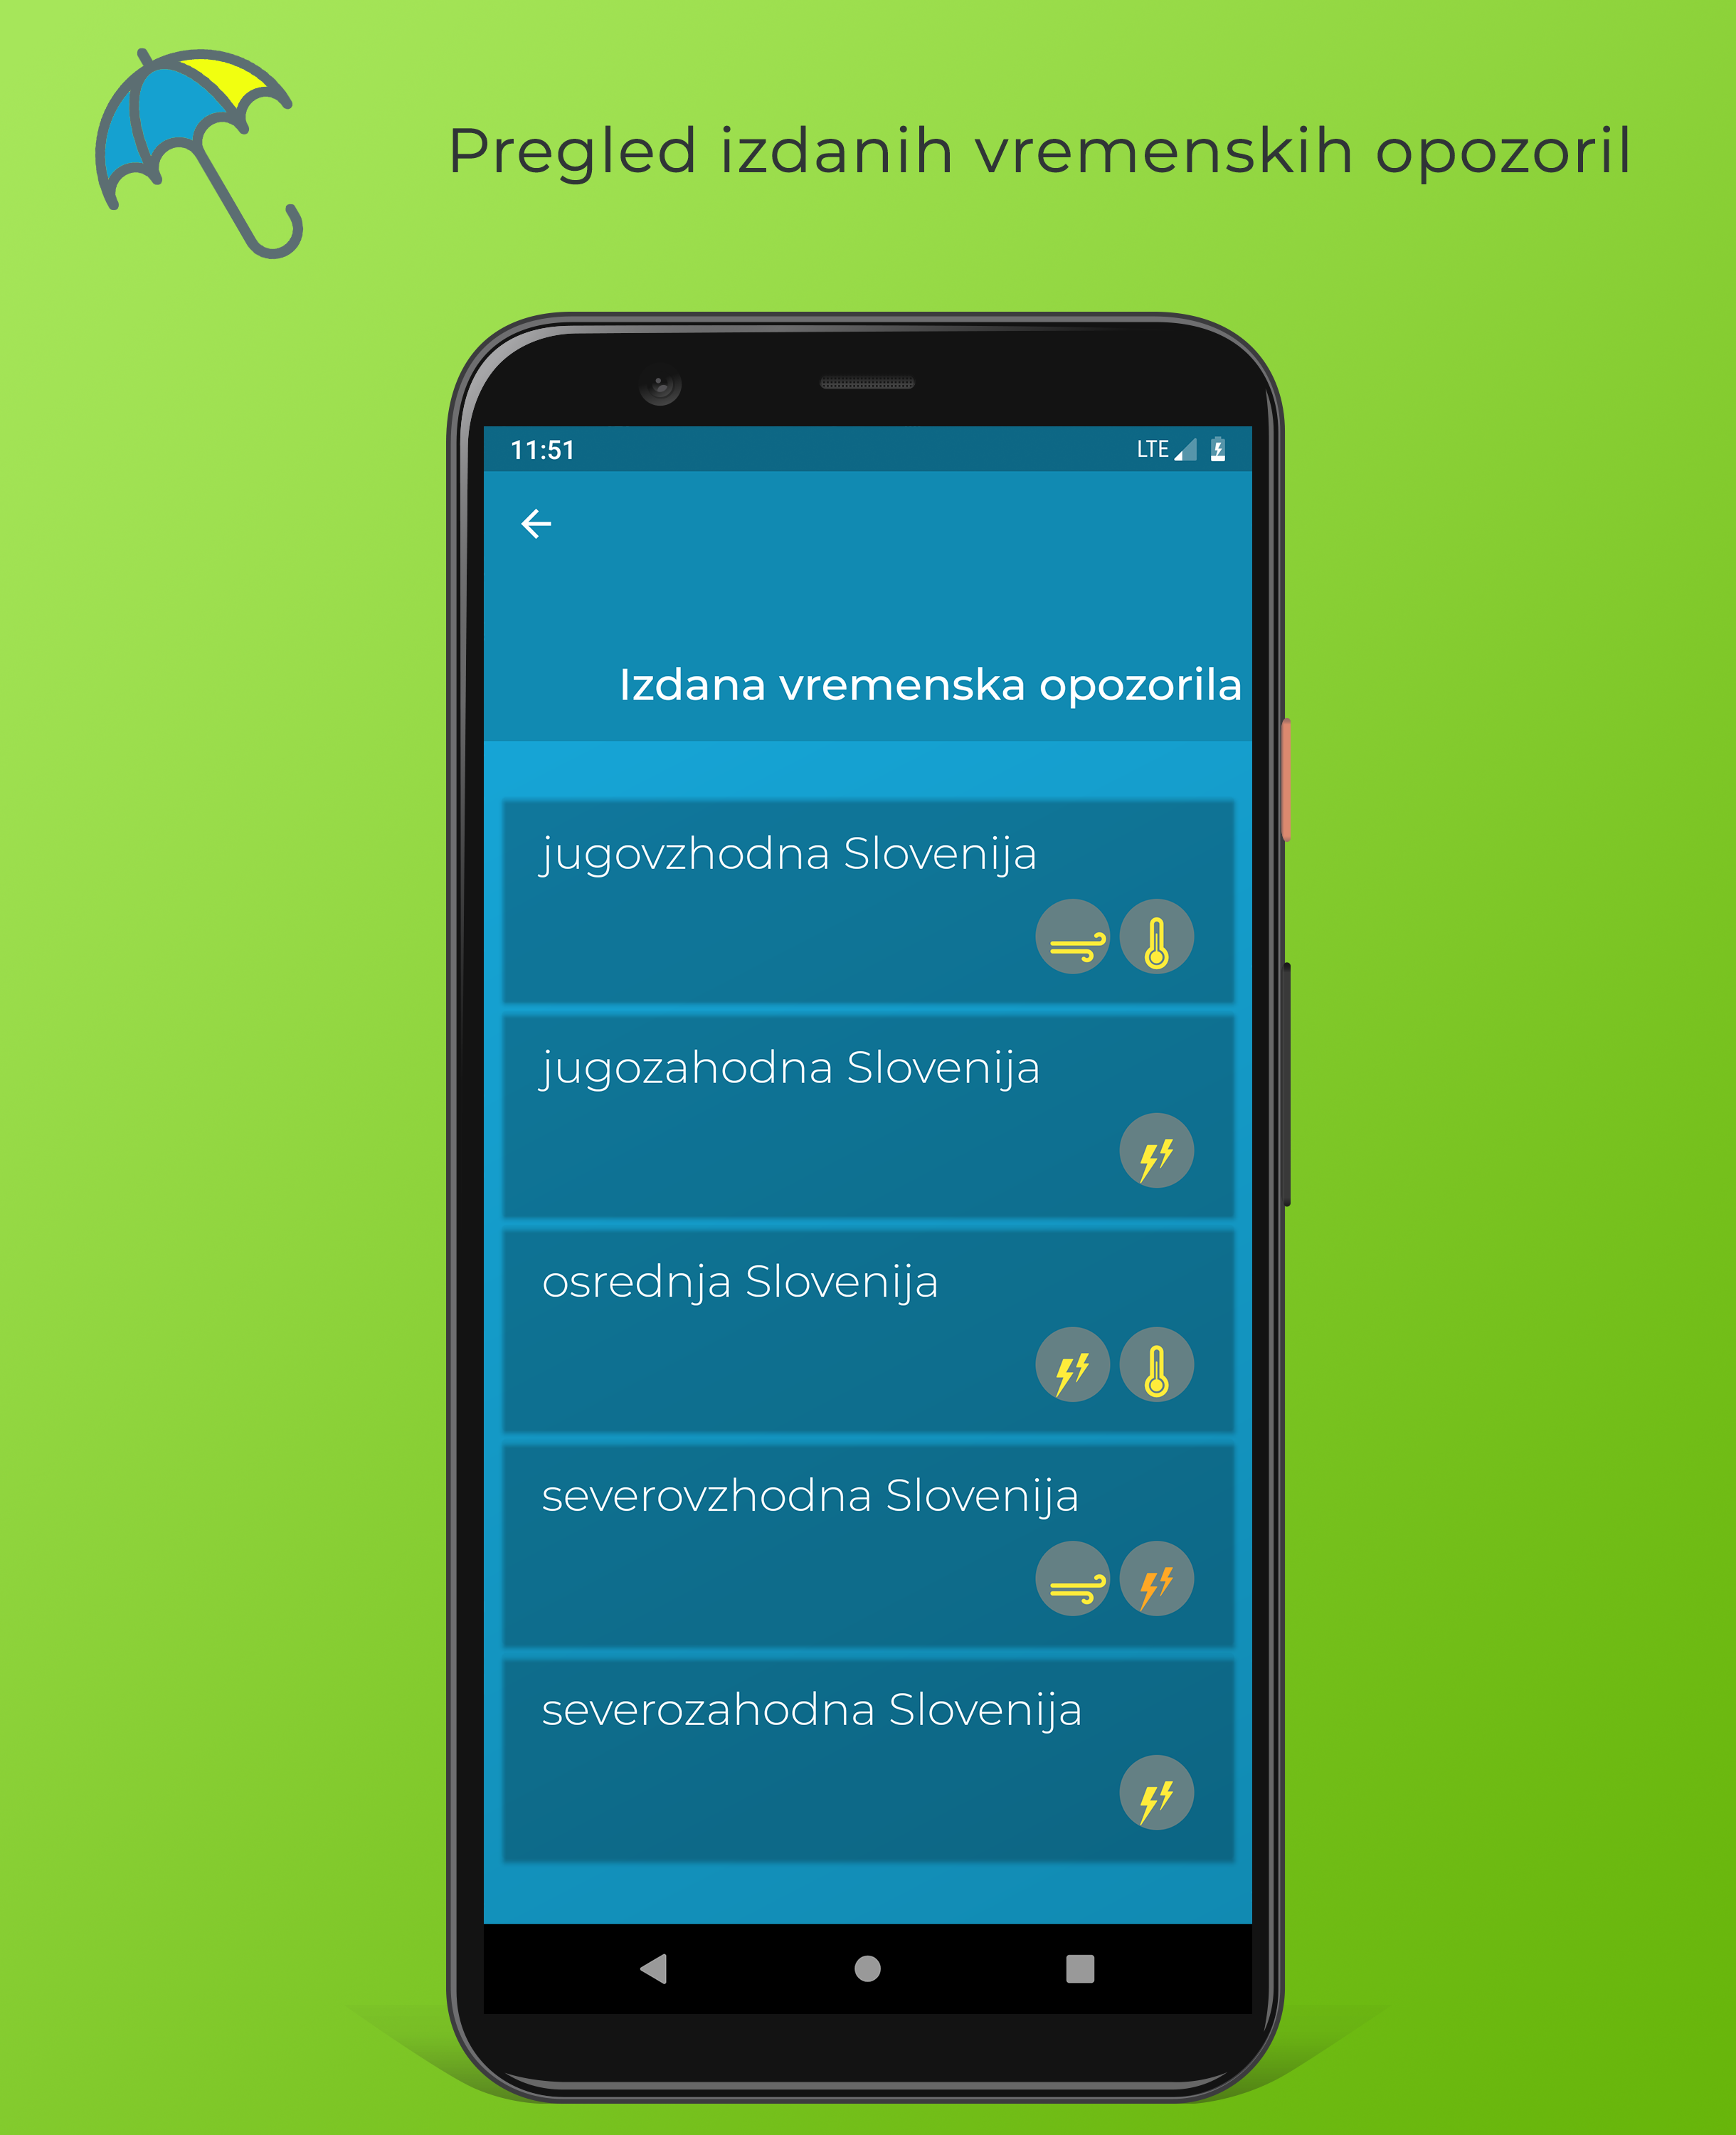 Pregled izdanih vremenskih opozoril
11:51
LTE
Izdana vremenska opozorila
jugovzhodna Slovenija
jugozahodna Slovenija
osrednja Slovenija
severovzhodna Slovenija
severozahodna Slovenija